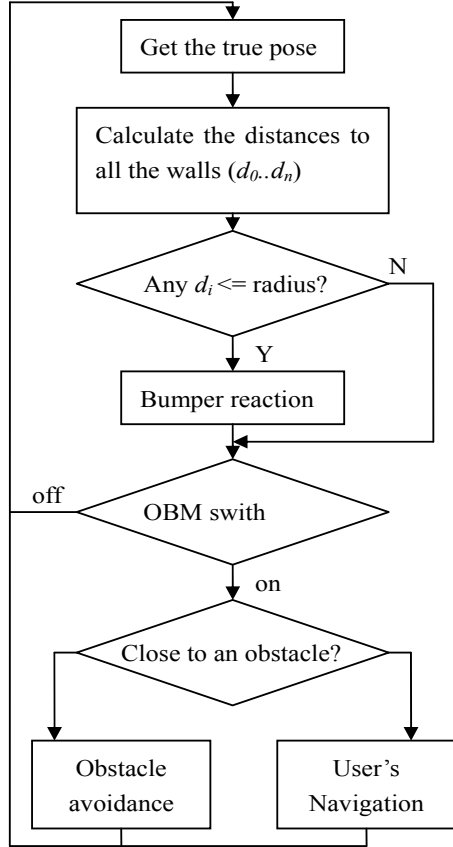 Get the true pose
Calculate the distances to
all the walls (d₀..dₙ)
Any dᵢ <= radius?
N
Y
Bumper reaction
off
OBM swith
on
Close to an obstacle?
Obstacle
avoidance
User’s
Navigation